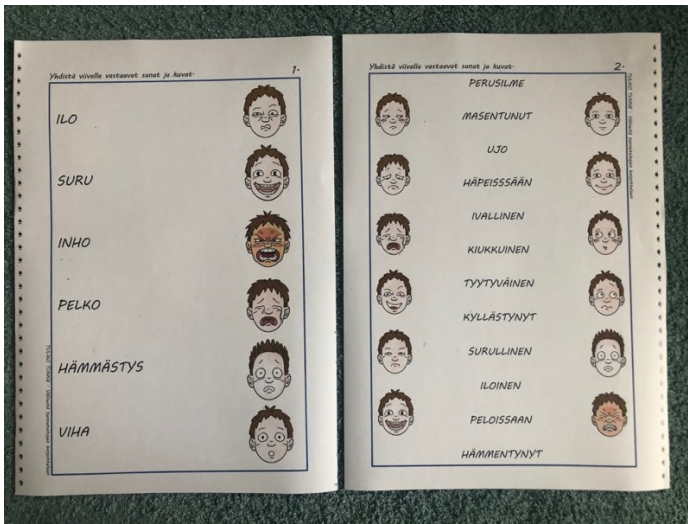 Yhdistä viivalla vastaavat sanat ja kuvat.
1.
ILO
SURU
INHO
PELKO
HÄMMÄSTYS
VIHA
Yhdistä viivalla vastaavat sanat ja kuvat.
2.
PERUSILME
MASENTUNUT
UJO
HÄPEISSSÄÄN
IVALLINEN
KIUKKUINEN
TYYTYVÄINEN
KYLLÄSTYNYT
SURULLINEN
ILOINEN
PELOISSAAN
HÄMMENTYNYT